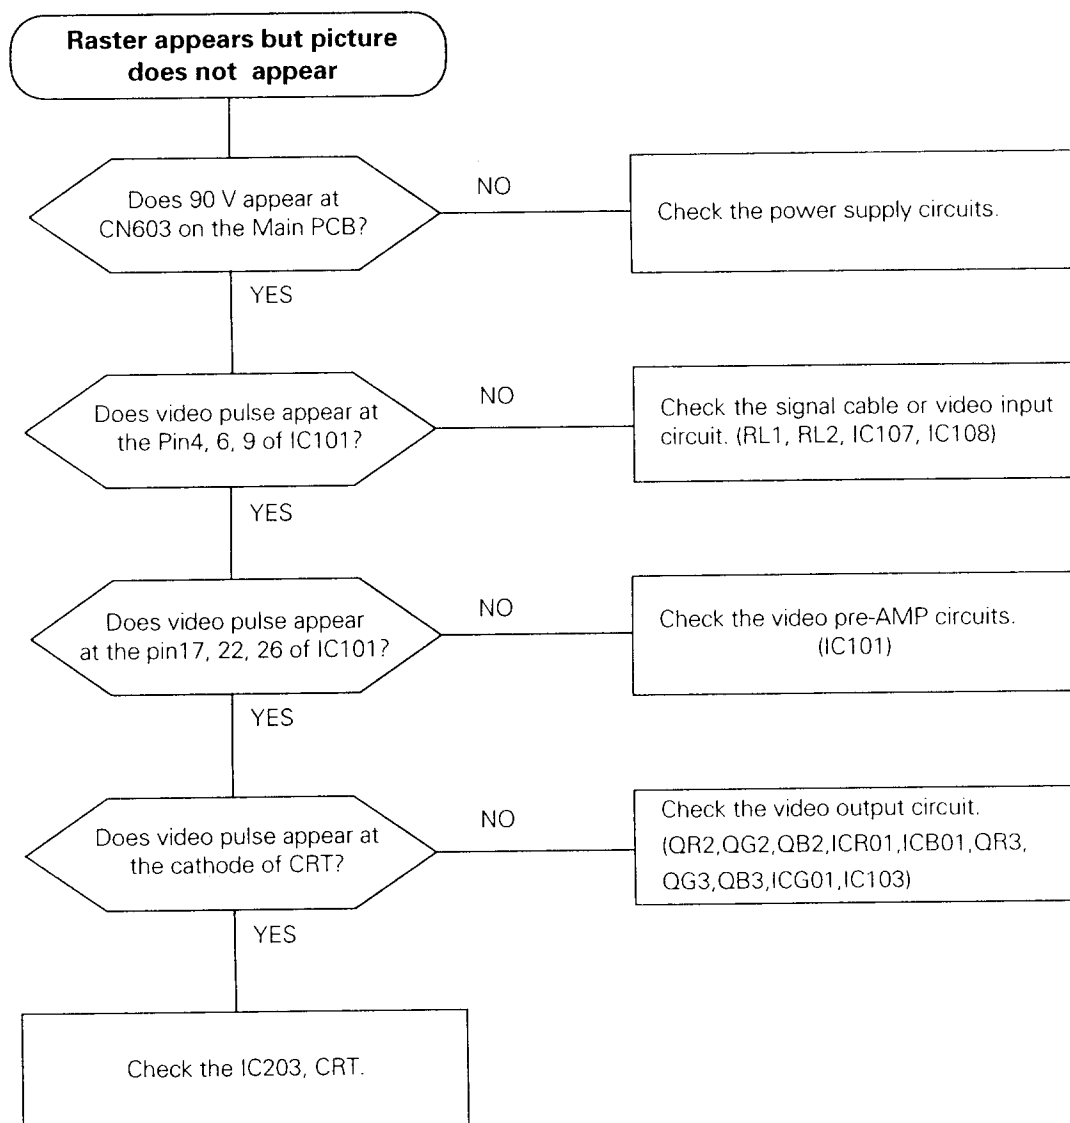 Raster appears but picture
does not appear
Does 90 V appear at
CN603 on the Main PCB?
NO
Check the power supply circuits.
YES
Does video pulse appear at
the Pin4, 6, 9 of IC101?
NO
Check the signal cable or video input
circuit. (RL1, RL2, IC107, IC108)
YES
Does video pulse appear
at the pin17, 22, 26 of IC101?
NO
Check the video pre-AMP circuits.
(IC101)
YES
Does video pulse appear at
the cathode of CRT?
NO
Check the video output circuit.
(QR2,QG2,QB2,ICR01,ICB01,QR3,
QG3,QB3,ICG01,IC103)
YES
Check the IC203, CRT.